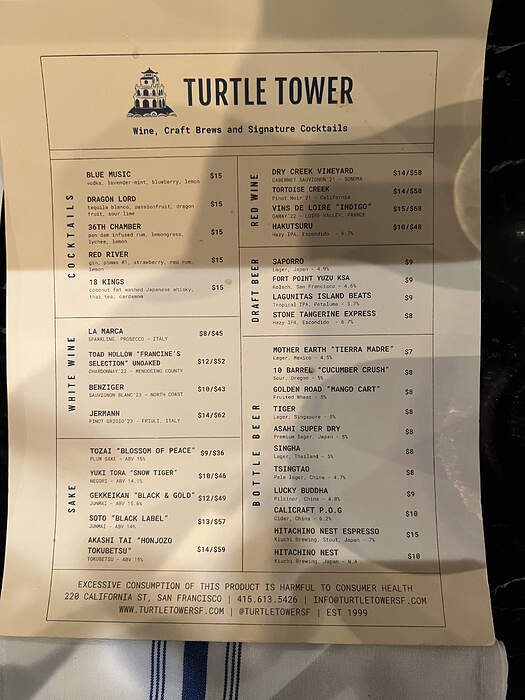 TURTLE TOWER
Wine, Craft Brews and Signature Cocktails
COCKTAILS
BLUE MUSIC $15
vodka, lavender-mint, blueberry, lemon
DRAGON LORD $15
tequila blanco, passionfruit, dragon
fruit, sour lime
36TH CHAMBER $15
pan dam infused rum, lemongrass,
lychee, lemon
RED RIVER $15
gin, pimms #1, strawberry, red rum,
lemon
18 KINGS $15
coconut fat washed Japanese whisky,
thai tea, cardamom
WHITE WINE
LA MARCA $8/$45
SPARKLING, PROSECCO - ITALY
TOAD HOLLOW "FRANCINE'S
SELECTION" UNOAKED $12/$52
CHARDONNAY'22 - MENDOCINO COUNTY
BENZIGER $10/$43
SAUVIGNON BLANC'23 - NORTH COAST
JERMANN $14/$62
PINOT GRIGIO'23 - FRIULI, ITALY
SAKE
TOZAI "BLOSSOM OF PEACE" $9/$36
PLUM SAKE - ABV 15%
YUKI TORA "SNOW TIGER" $10/$46
NIGORI - ABV 14.1%
GEKKEIKAN "BLACK & GOLD" $12/$49
JUNMAI - ABV 15.6%
SOTO "BLACK LABEL" $13/$57
JUNMAI - ABV 14%
AKASHI TAI "HONJOZO
TOKUBETSU" $14/$59
TOKUBETSU - ABV 15%
RED WINE
DRY CREEK VINEYARD $14/$58
CABERNET SAUVIGNON'21 - SONOMA
TORTOISE CREEK $14/$58
Pinot Noir 21 - California
VINS DE LOIRE "INDIGO" $15/$68
GAMAY'22 - LOIRE VALLEY, FRANCE
HAKUTSURU $10/$48
Hazy IPA, Escondido - 6.7%
DRAFT BEER
SAPORRO $9
Lager, Japan - 4.9%
FORT POINT YUZU KSA $9
Kolsch, San Francisco - 4.6%
LAGUNITAS ISLAND BEATS $9
Tropical IPA, Petaluma -
STONE TANGERINE EXPRESS $8
Hazy IPA, Escondido - 6.7%
BOTTLE BEER
MOTHER EARTH "TIERRA MADRE" $7
Lager, Mexico - 4.5%
10 BARREL "CUCUMBER CRUSH" $8
Sour, Oregon - 5%
GOLDEN ROAD "MANGO CART" $8
Fruited Wheat - 5%
TIGER $8
Lager, Singapore - 5%
ASAHI SUPER DRY $8
Premium lager, Japan - 5%
SINGHA $8
Lager, Thailand - 5%
TSINGTAO $8
Pale lager, China - 4.7%
LUCKY BUDDHA $9
Pilsinor, China - 4.8%
CALICRAFT P.O.G $10
Cider, China - 6.2%
HITACHINO NEST ESPRESSO $15
Kiuchi Brewing, Stout, Japan - 7%
HITACHINO NEST $10
Kiuchi Brewing, Japan - N.A
EXCESSIVE CONSUMPTION OF THIS PRODUCT IS HARMFUL TO CONSUMER HEALTH
220 CALIFORNIA ST, SAN FRANCISCO | 415.613.5426 | INFO@TURTLETOWERSF.COM
WWW.TURTLETOWERSF.COM | @TURTLETOWERSF | EST 1999